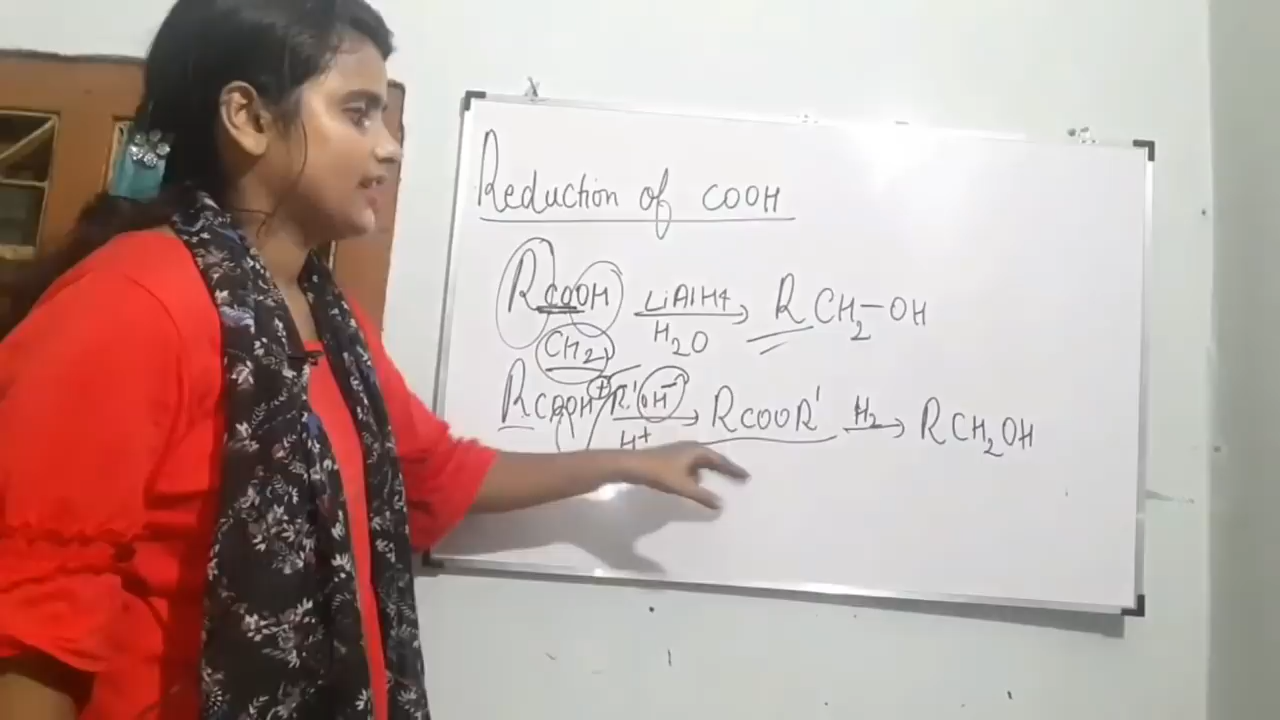 Reduction of COOH
RCOOH LiAlH4 H₂O → RCH₂-OH
CH₂
RCOOH + R'OH⁻ H⁺ → RCOOR' H₂ → RCH₂OH